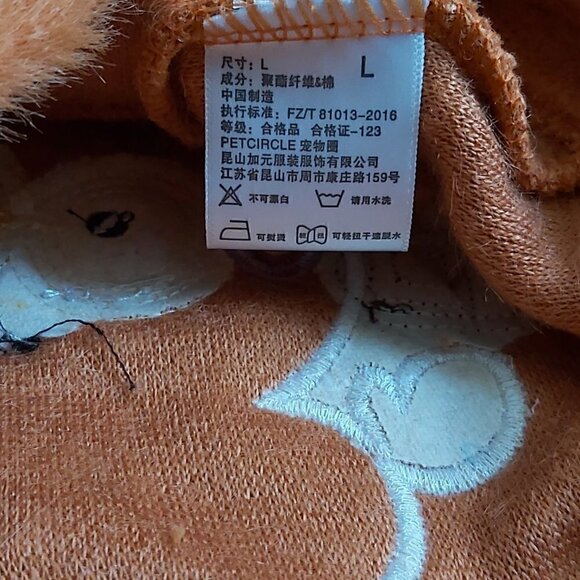 尺寸：L
L
成分：聚酯纤维&棉
中国制造
执行标准：FZ/T 81013-2016
等级：合格品 合格证-123
PETCIRCLE 宠物圈
昆山加元服装服饰有限公司
江苏省昆山市周市康庄路159号
不可漂白 请用水洗
可熨烫 可轻扭干或脱水